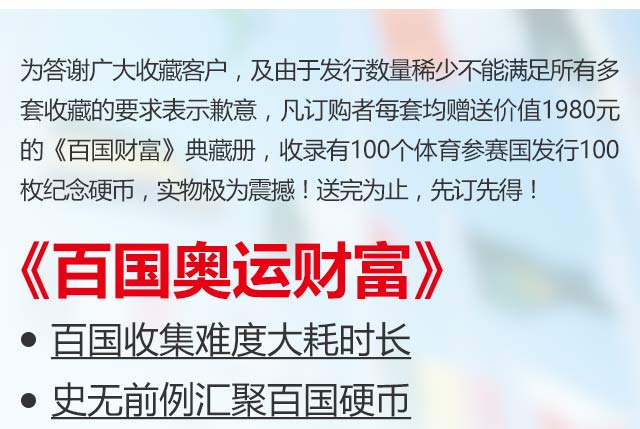 为答谢广大收藏客户，及由于发行数量稀少不能满足所有多
套收藏的要求表示歉意，凡订购者每套均赠送价值1980元
的《百国财富》典藏册，收录有100个体育参赛国发行100
枚纪念硬币，实物极为震撼！送完为止，先订先得！
《百国奥运财富》
• 百国收集难度大耗时长
• 史无前例汇聚百国硬币